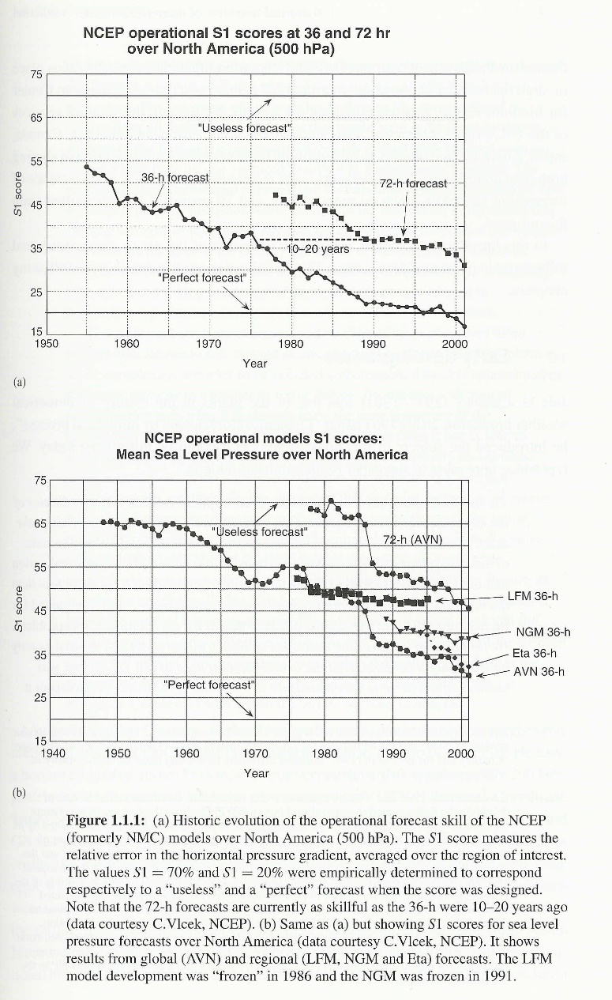 NCEP operational S1 scores at 36 and 72 hr
over North America (500 hPa)
75
65
55
45
35
25
15
S1 score
"Useless forecast"
36-h forecast
72-h forecast
10–20 years
"Perfect forecast"
1950
1960
1970
1980
1990
2000
Year
(a)
NCEP operational models S1 scores:
Mean Sea Level Pressure over North America
75
65
55
45
35
25
15
S1 score
"Useless forecast"
72-h (AVN)
LFM 36-h
NGM 36-h
Eta 36-h
AVN 36-h
"Perfect forecast"
1940
1950
1960
1970
1980
1990
2000
Year
(b)
Figure 1.1.1: (a) Historic evolution of the operational forecast skill of the NCEP
(formerly NMC) models over North America (500 hPa). The S1 score measures the
relative error in the horizontal pressure gradient, averaged over the region of interest.
The values S1 = 70% and S1 = 20% were empirically determined to correspond
respectively to a “useless” and a “perfect” forecast when the score was designed.
Note that the 72-h forecasts are currently as skillful as the 36-h were 10–20 years ago
(data courtesy C.Vlcek, NCEP). (b) Same as (a) but showing S1 scores for sea level
pressure forecasts over North America (data courtesy C.Vlcek, NCEP). It shows
results from global (AVN) and regional (LFM, NGM and Eta) forecasts. The LFM
model development was “frozen” in 1986 and the NGM was frozen in 1991.